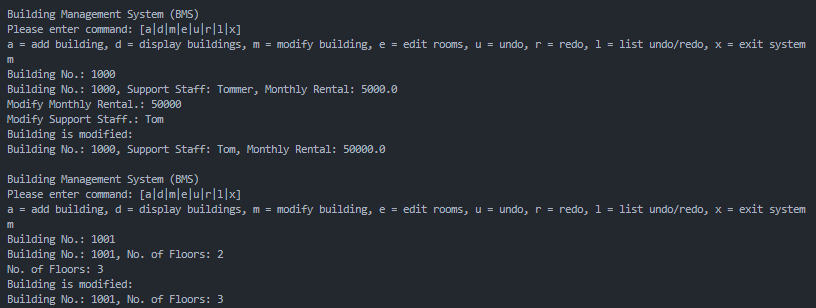 Building Management System (BMS)
Please enter command: [a|d|m|e|u|r|l|x]
a = add building, d = display buildings, m = modify building, e = edit rooms, u = undo, r = redo, l = list undo/redo, x = exit system
m
Building No.: 1000
Building No.: 1000, Support Staff: Tommer, Monthly Rental: 5000.0
Modify Monthly Rental.: 50000
Modify Support Staff.: Tom
Building is modified:
Building No.: 1000, Support Staff: Tom, Monthly Rental: 50000.0

Building Management System (BMS)
Please enter command: [a|d|m|e|u|r|l|x]
a = add building, d = display buildings, m = modify building, e = edit rooms, u = undo, r = redo, l = list undo/redo, x = exit system
m
Building No.: 1001
Building No.: 1001, No. of Floors: 2
No. of Floors: 3
Building is modified:
Building No.: 1001, No. of Floors: 3